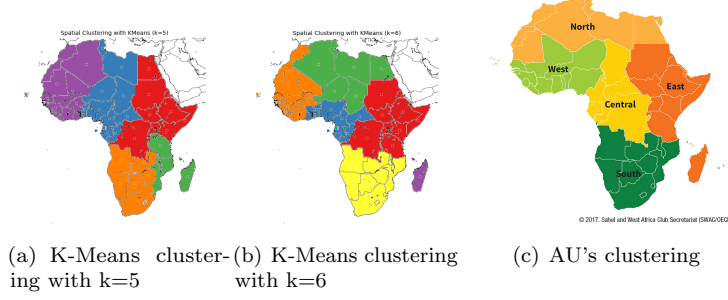 Spatial Clustering with KMeans (k=5)
Spatial Clustering with KMeans (k=6)
North
West
East
Central
South
© 2017. Sahel and West Africa Club Secretariat (SWAC/OEC
(a) K-Means cluster-
ing with k=5
(b) K-Means clustering
with k=6
(c) AU's clustering